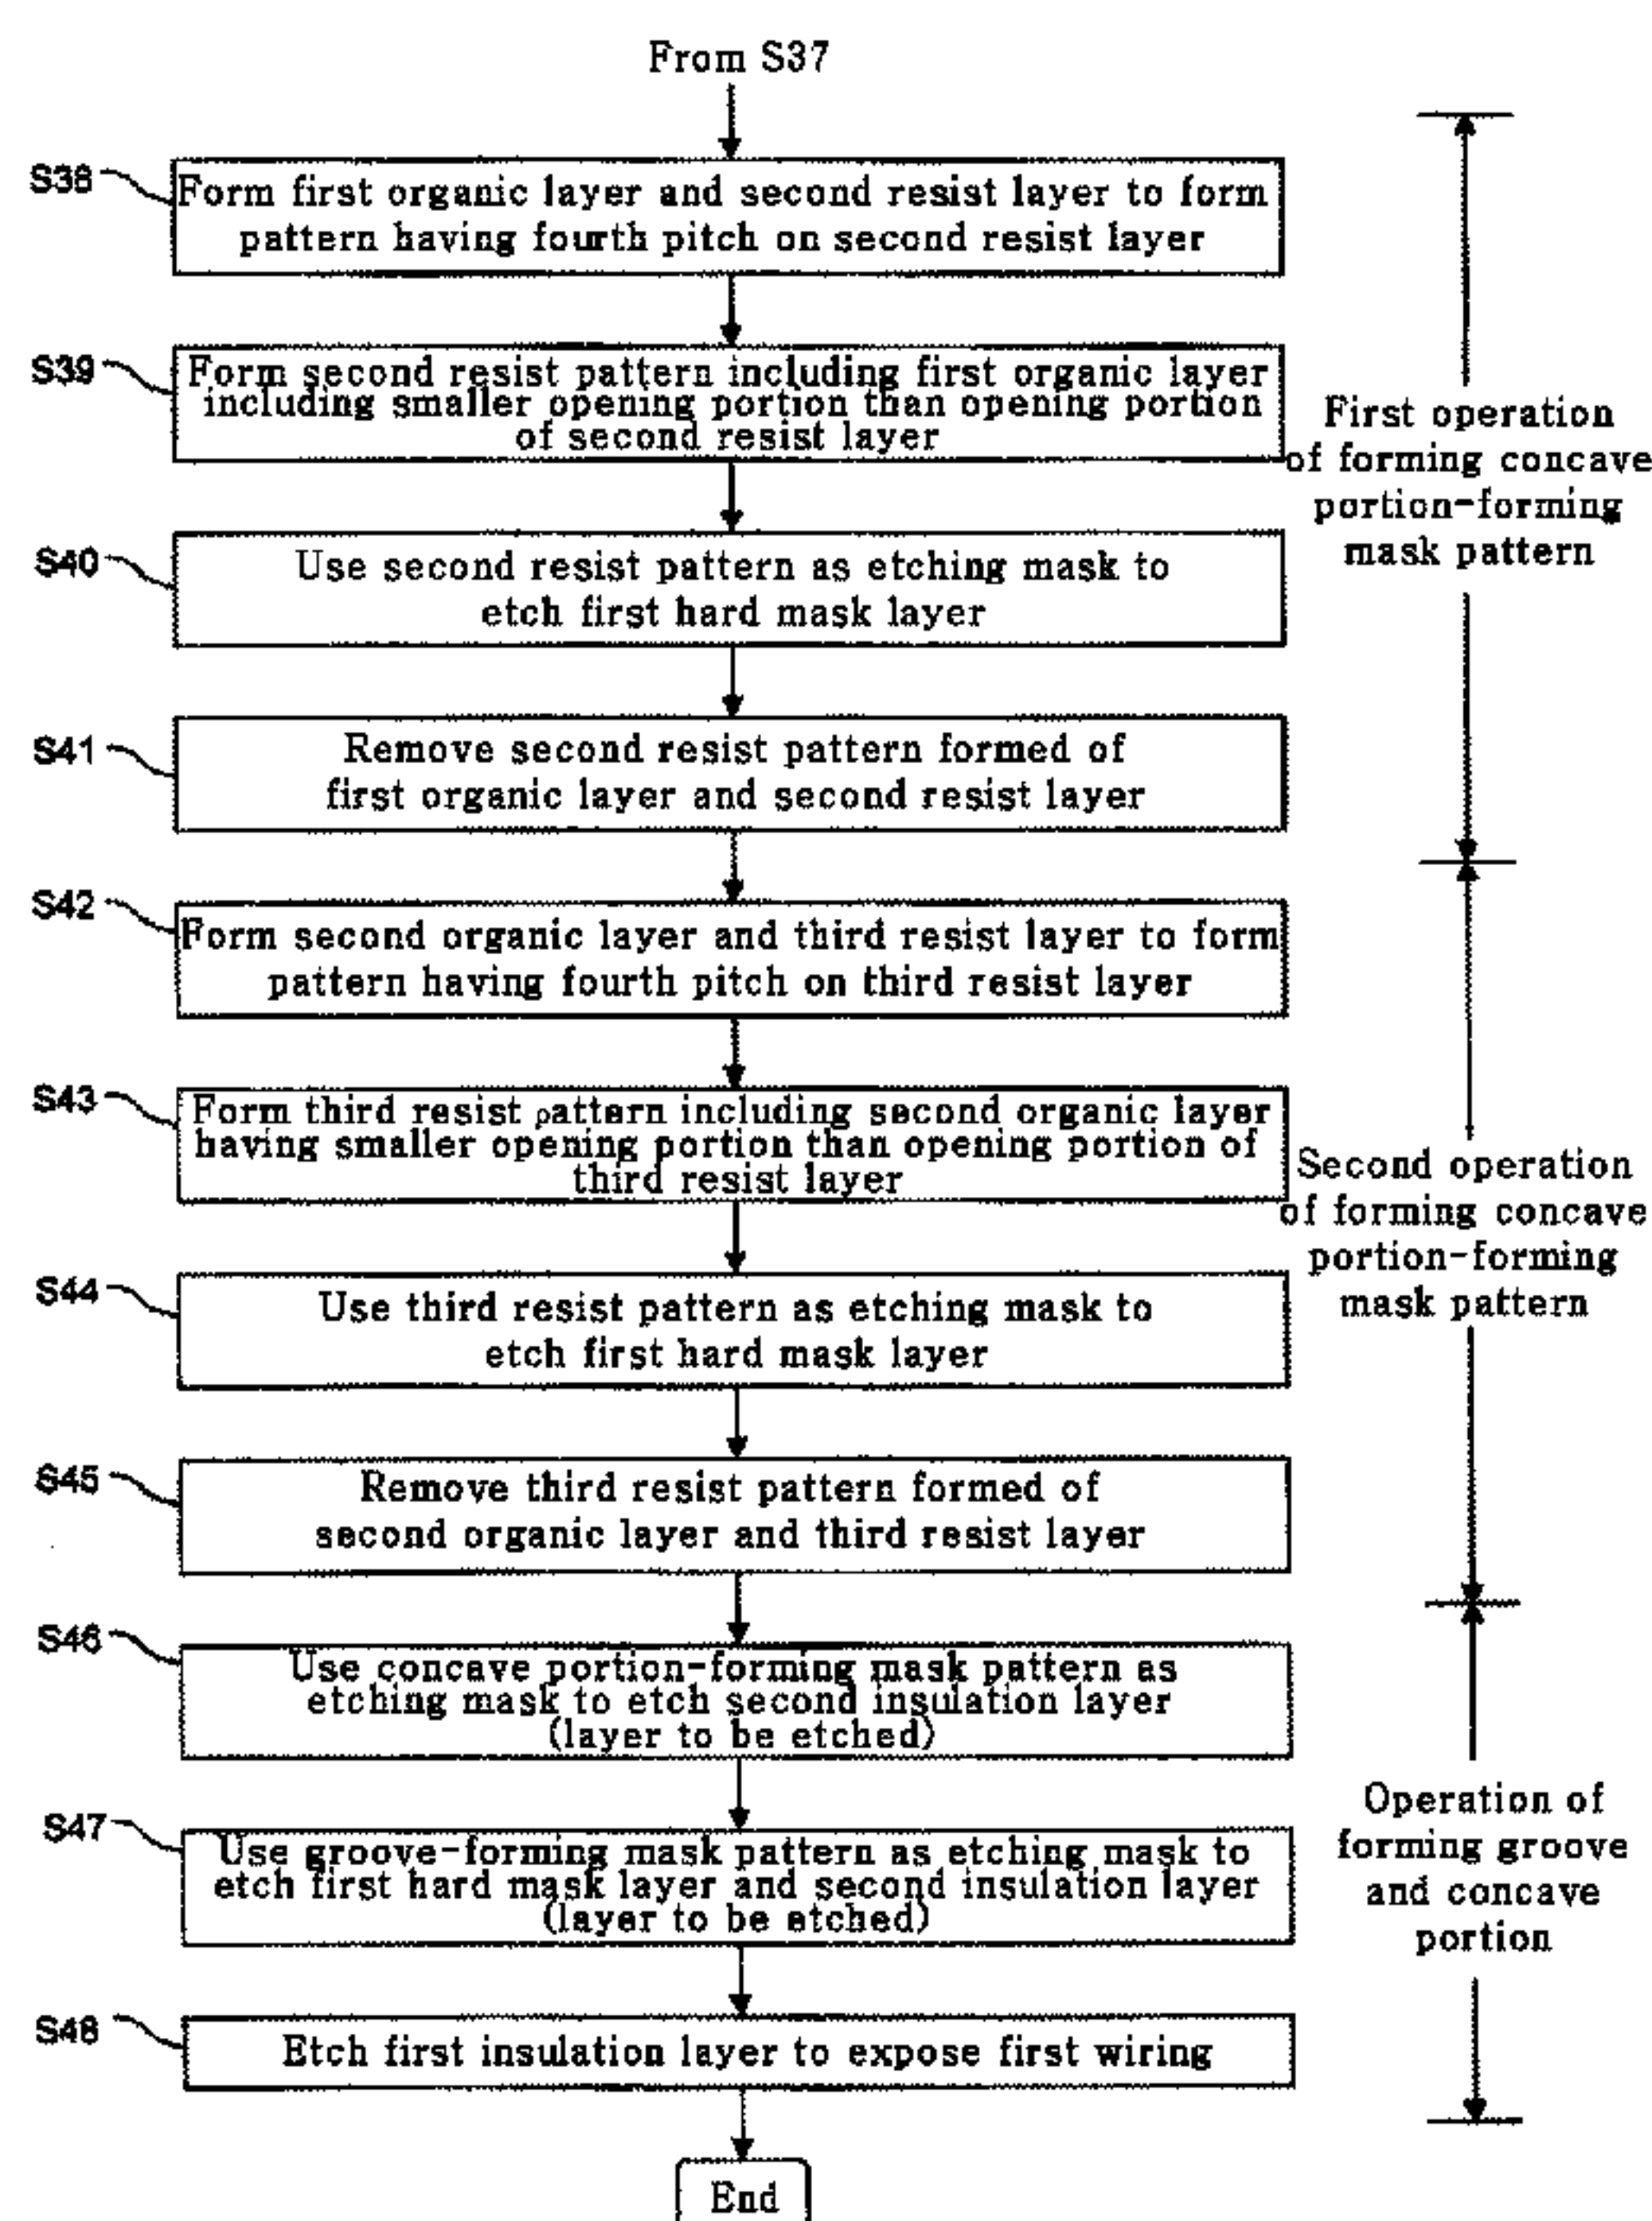 From S37
S38
Form first organic layer and second resist layer to form
pattern having fourth pitch on second resist layer
S39
Form second resist pattern including first organic layer
including smaller opening portion than opening portion
of second resist layer
First operation
of forming concave
portion-forming
mask pattern
S40
Use second resist pattern as etching mask to
etch first hard mask layer
S41
Remove second resist pattern formed of
first organic layer and second resist layer
S42
Form second organic layer and third resist layer to form
pattern having fourth pitch on third resist layer
S43
Form third resist pattern including second organic layer
having smaller opening portion than opening portion of
third resist layer
Second operation
of forming concave
portion-forming
mask pattern
S44
Use third resist pattern as etching mask to
etch first hard mask layer
S45
Remove third resist pattern formed of
second organic layer and third resist layer
S46
Use concave portion-forming mask pattern as
etching mask to etch second insulation layer
(layer to be etched)
S47
Use groove-forming mask pattern as etching mask to
etch first hard mask layer and second insulation layer
(layer to be etched)
Operation of
forming groove
and concave
portion
S48
Etch first insulation layer to expose first wiring
End